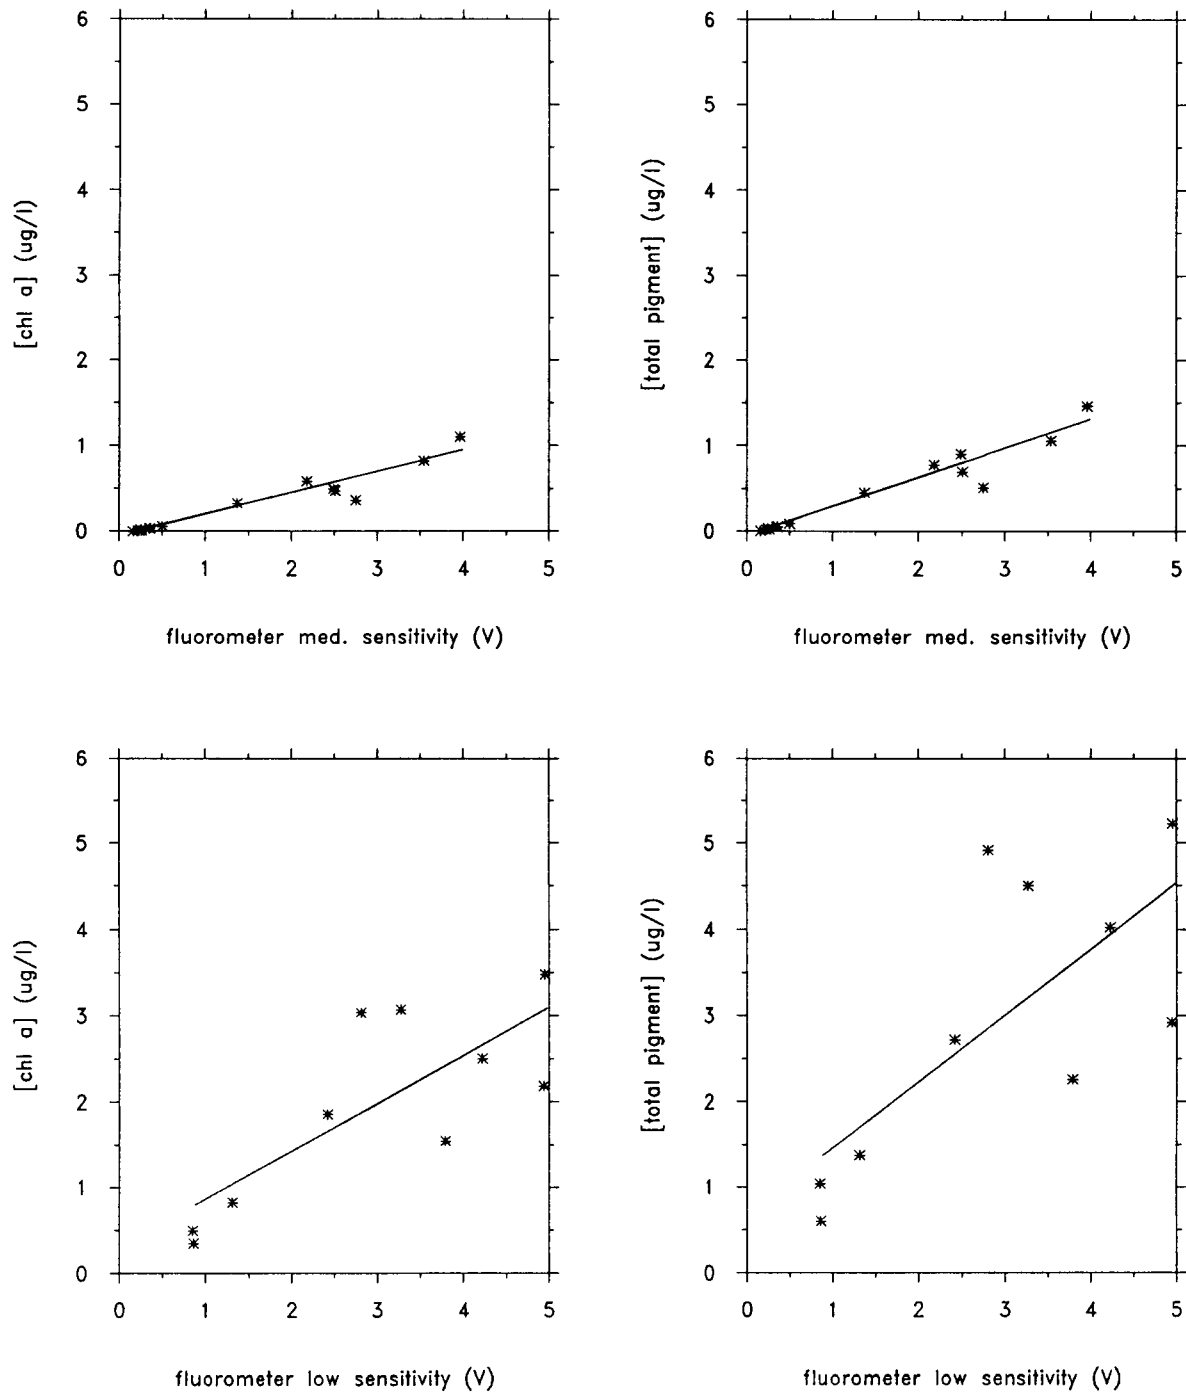 6
5
4
3
2
1
0
[chl a] (ug/l)
0 1 2 3 4 5
fluorometer med. sensitivity (V)
6
5
4
3
2
1
0
[total pigment] (ug/l)
0 1 2 3 4 5
fluorometer med. sensitivity (V)
6
5
4
3
2
1
0
[chl a] (ug/l)
0 1 2 3 4 5
fluorometer low sensitivity (V)
6
5
4
3
2
1
0
[total pigment] (ug/l)
0 1 2 3 4 5
fluorometer low sensitivity (V)